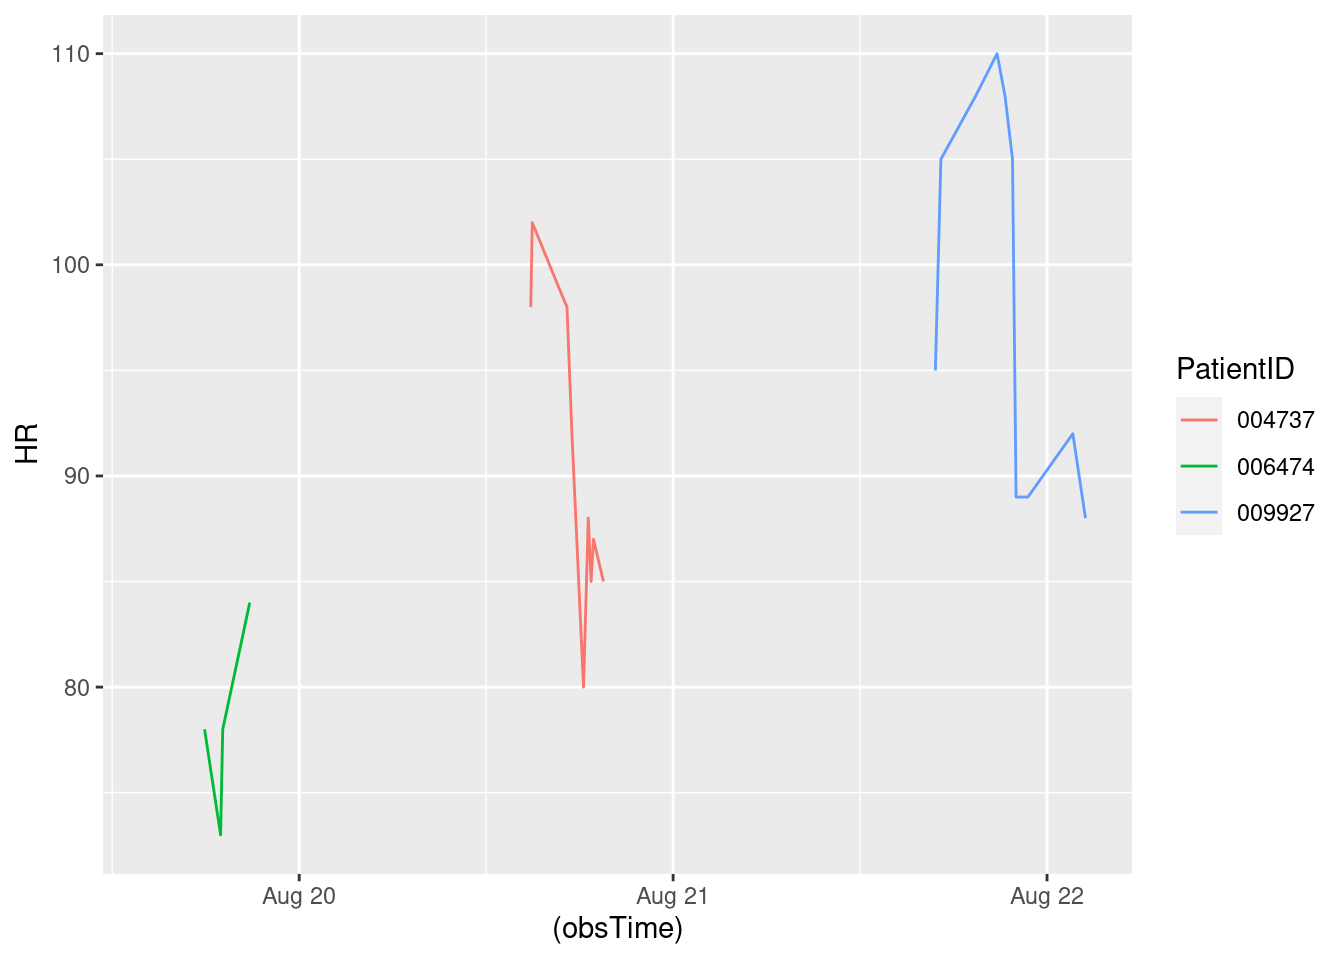 110
100
90
80
HR
Aug 20
Aug 21
Aug 22
(obsTime)
PatientID
004737
006474
009927